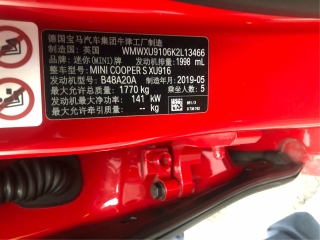 德国宝马汽车集团牛津工厂制造
制造国：英国 WMWXU9106K2L13466
品牌：迷你(MINI)牌 发动机排量：1998 mL
整车型号：MINI COOPER S XU916
发动机型号：B48A20A 制造年月：2019-05
最大允许总质量：1770 kg 乘坐人数：5
最大净功率：141 kW
最大允许牵引质量：-- kg